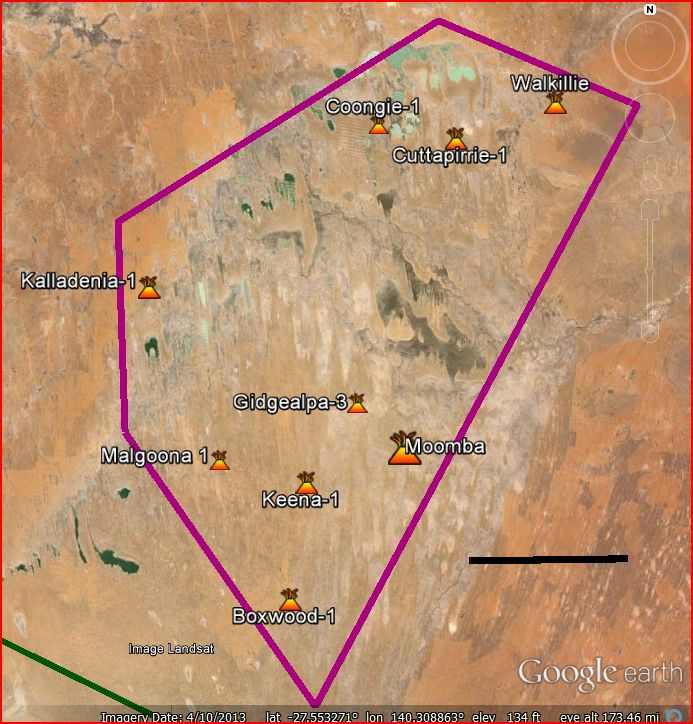 N
Walkillie
Coongie-1
Cuttapirrie-1
Kalladenia-1
Gidgealpa-3
Moomba
Malgoona 1
Keena-1
Boxwood-1
Image Landsat
Google earth
Imagery Date: 4/10/2013 lat -27.553271° lon 140.308863° elev 134 ft eye alt 173.46 mi